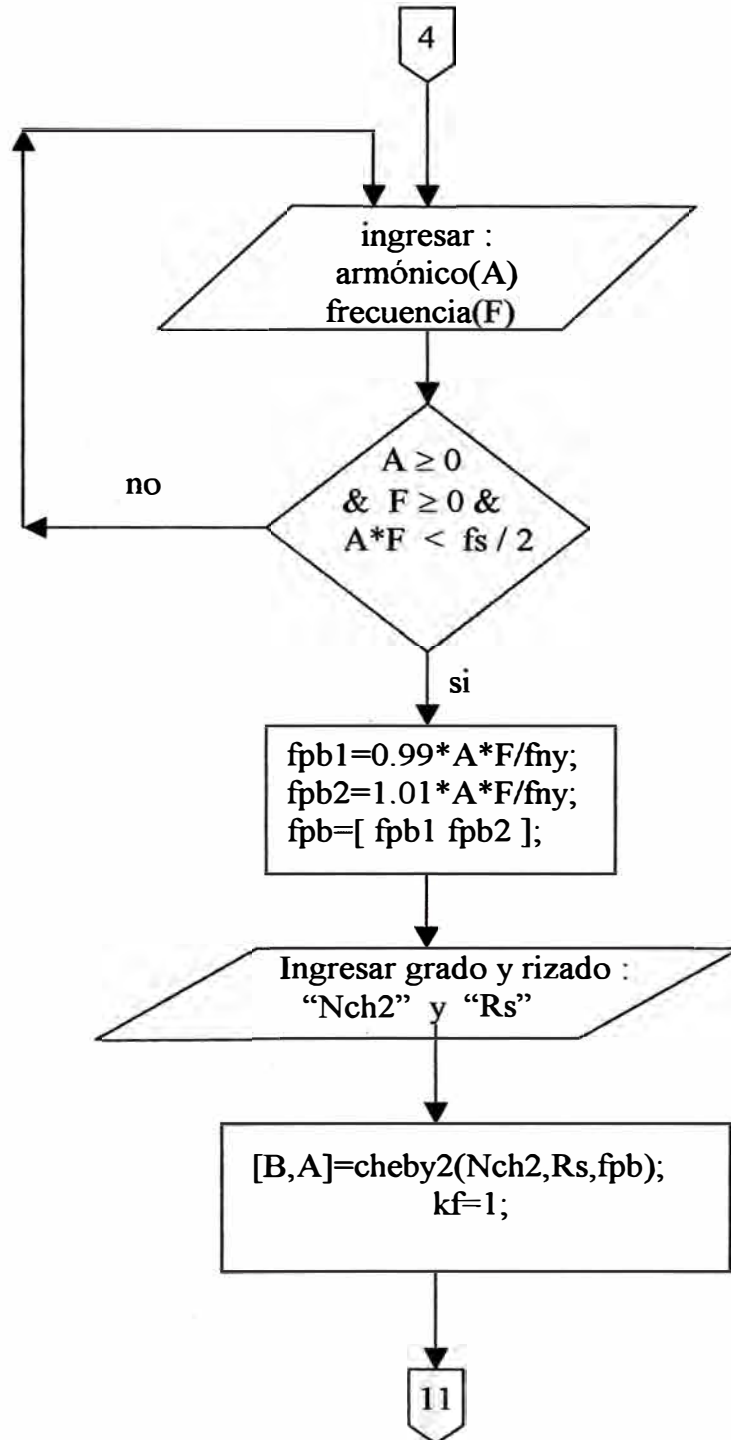 4
ingresar :
armónico(A)
frecuencia(F)
A ≥ 0
& F ≥ 0 &
A*F < fs / 2
no
si
fpb1=0.99*A*F/fny;
fpb2=1.01*A*F/fny;
fpb=[ fpb1 fpb2 ];
Ingresar grado y rizado :
“Nch2” y “Rs”
[B,A]=cheby2(Nch2,Rs,fpb);
kf=1;
11